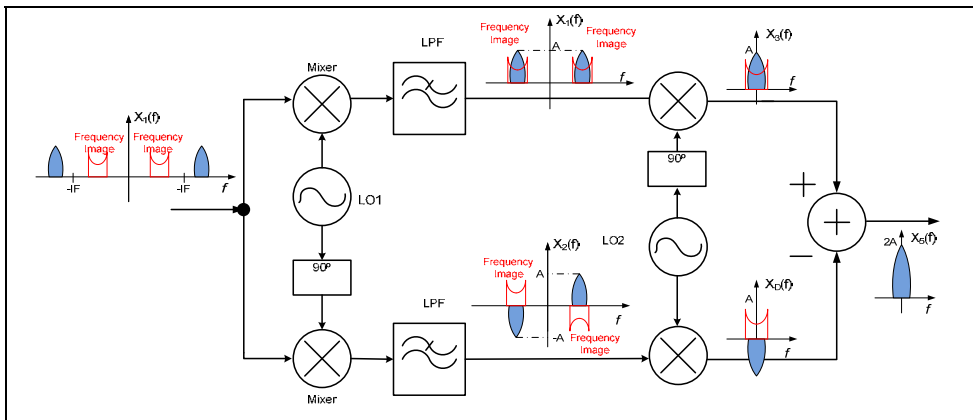 X₁(f)
Frequency Image
Frequency Image
-IF
-IF
f
Mixer
LO1
90º
Mixer
LPF
LPF
X₁(f)
Frequency Image
Frequency Image
A
f
X₂(f)
Frequency Image
A
-A
f
Frequency Image
LO2
90º
X₃(f)
A
f
X_D(f)
A
f
+
+
−
2A
X₅(f)
f